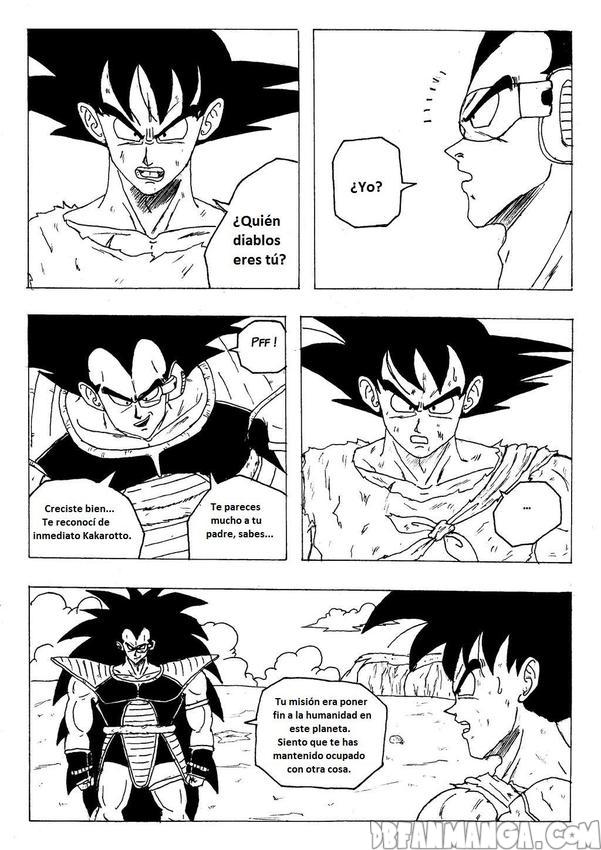 ¿Quién
diablos
eres tú?
¿Yo?
PFF !
Creciste bien...
Te reconocí de
inmediato Kakarotto.
Te pareces
mucho a tu
padre, sabes...
...
Tu misión era poner
fin a la humanidad en
este planeta.
Siento que te has
mantenido ocupado
con otra cosa.
DBFANMANGA.COM